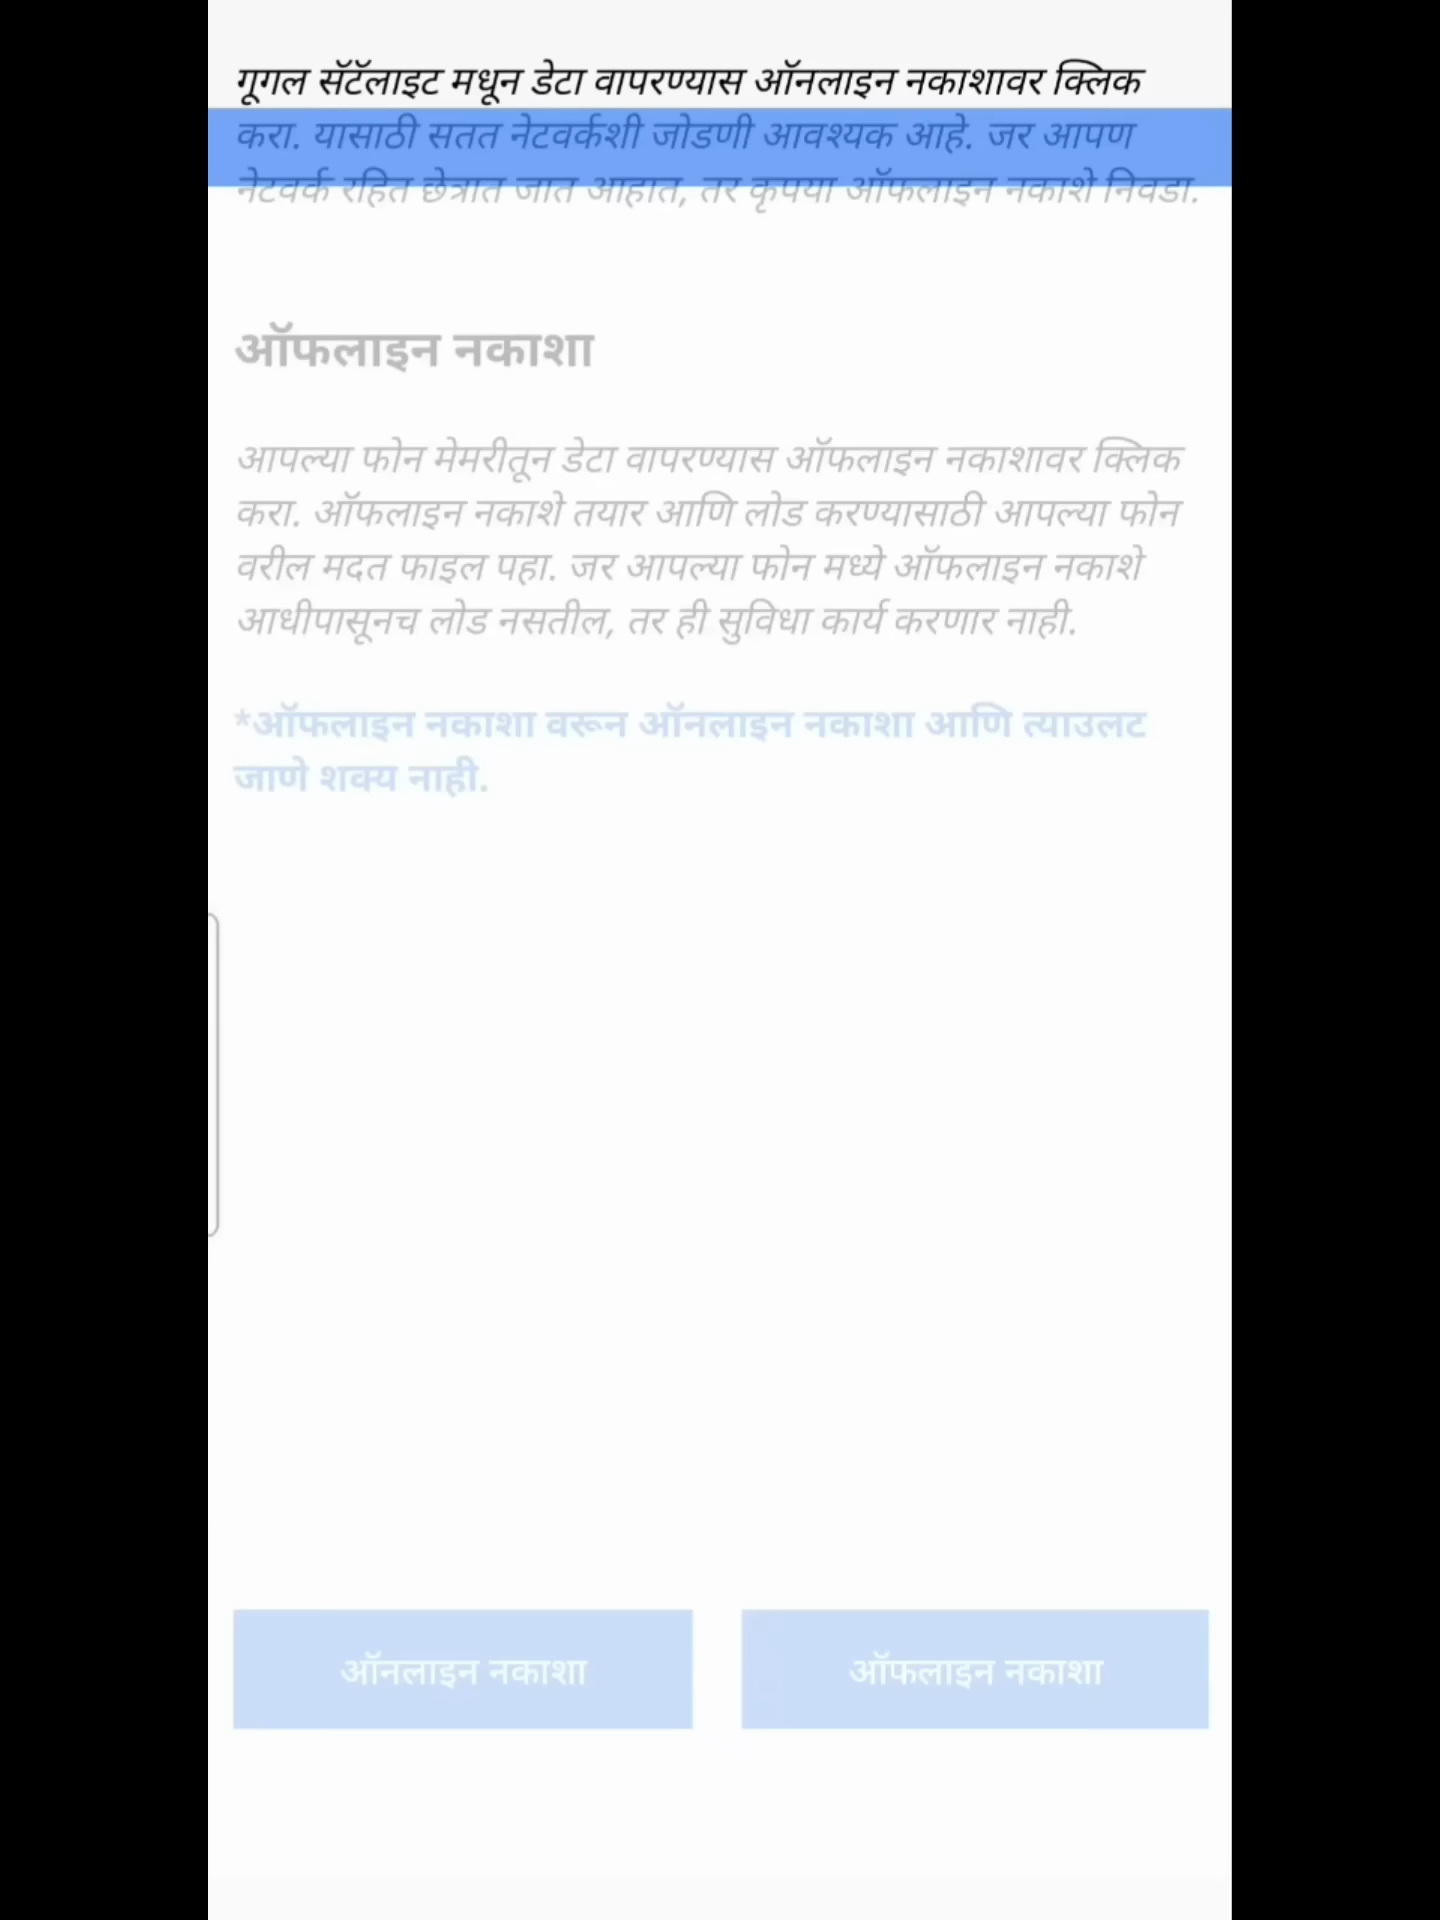 गूगल सॅटॅलाइट मधून डेटा वापरण्यास ऑनलाइन नकाशावर क्लिक
करा. यासाठी सतत नेटवर्कशी जोडणी आवश्यक आहे. जर आपण
नेटवर्क रहित छेत्रात जात आहात, तर कृपया ऑफलाइन नकाशे निवडा.
ऑफलाइन नकाशा
आपल्या फोन मेमरीतून डेटा वापरण्यास ऑफलाइन नकाशावर क्लिक
करा. ऑफलाइन नकाशे तयार आणि लोड करण्यासाठी आपल्या फोन
वरील मदत फाइल पहा. जर आपल्या फोन मध्ये ऑफलाइन नकाशे
आधीपासूनच लोड नसतील, तर ही सुविधा कार्य करणार नाही.
*ऑफलाइन नकाशा वरून ऑनलाइन नकाशा आणि त्याउलट
जाणे शक्य नाही.
ऑनलाइन नकाशा
ऑफलाइन नकाशा